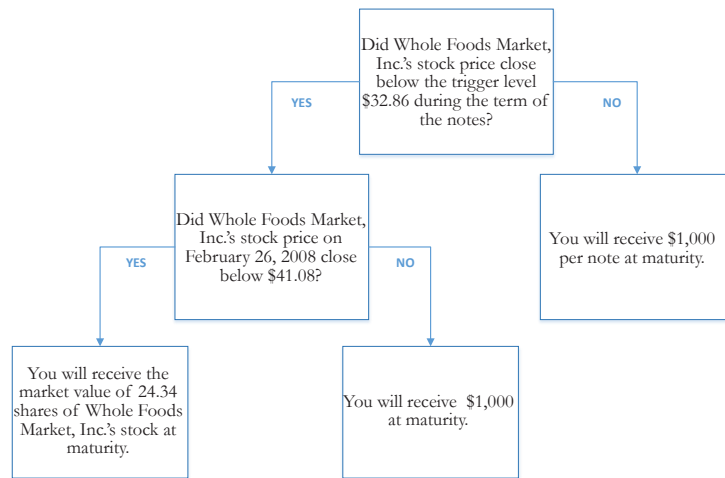 Did Whole Foods Market,
Inc.'s stock price close
below the trigger level
$32.86 during the term of
the notes?
YES
NO
Did Whole Foods Market,
Inc.'s stock price on
February 26, 2008 close
below $41.08?
You will receive $1,000
per note at maturity.
YES
NO
You will receive the
market value of 24.34
shares of Whole Foods
Market, Inc.'s stock at
maturity.
You will receive $1,000
at maturity.